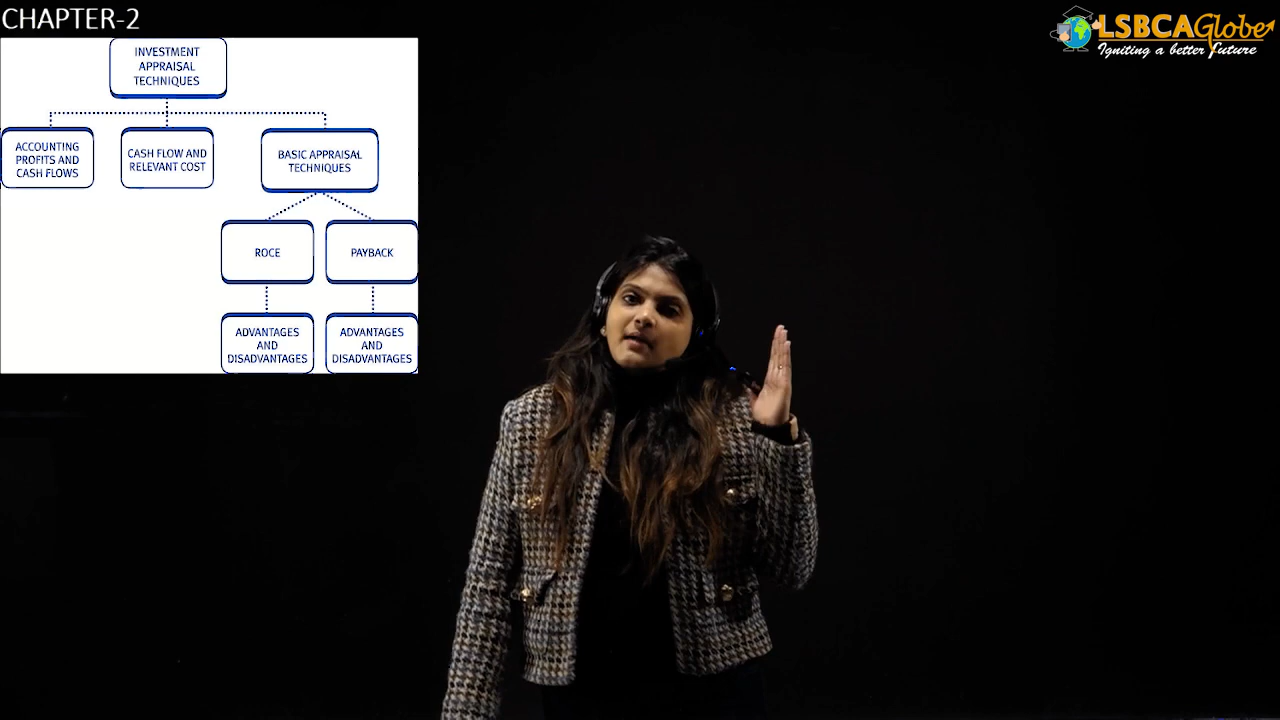 CHAPTER-2
LSBCAGlobe
Igniting a better future
INVESTMENT
APPRAISAL
TECHNIQUES
ACCOUNTING
PROFITS AND
CASH FLOWS
CASH FLOW AND
RELEVANT COST
BASIC APPRAISAL
TECHNIQUES
ROCE
PAYBACK
ADVANTAGES
AND
DISADVANTAGES
ADVANTAGES
AND
DISADVANTAGES